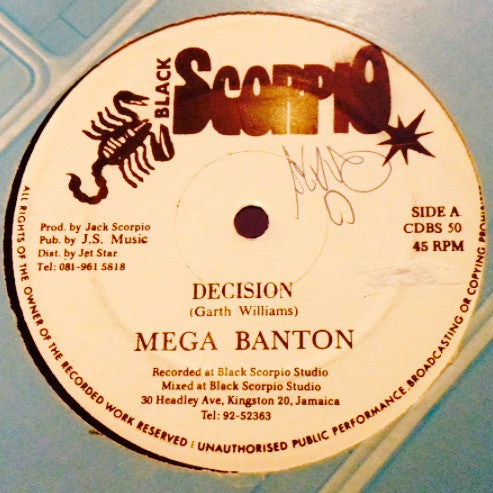 BLACK
SCORPIO
Prod. by Jack Scorpio
Pub. by J.S. Music
Dist. by Jet Star
Tel: 081-961 5818
SIDE A
CDBS 50
45 RPM
DECISION
(Garth Williams)
MEGA BANTON
Recorded at Black Scorpio Studio
Mixed at Black Scorpio Studio
30 Headley Ave, Kingston 20, Jamaica
Tel: 92-52363
ALL RIGHTS OF THE OWNER OF THE RECORDED WORK RESERVED : UNAUTHORISED PUBLIC PERFORMANCE. BROADCASTING OR COPYING